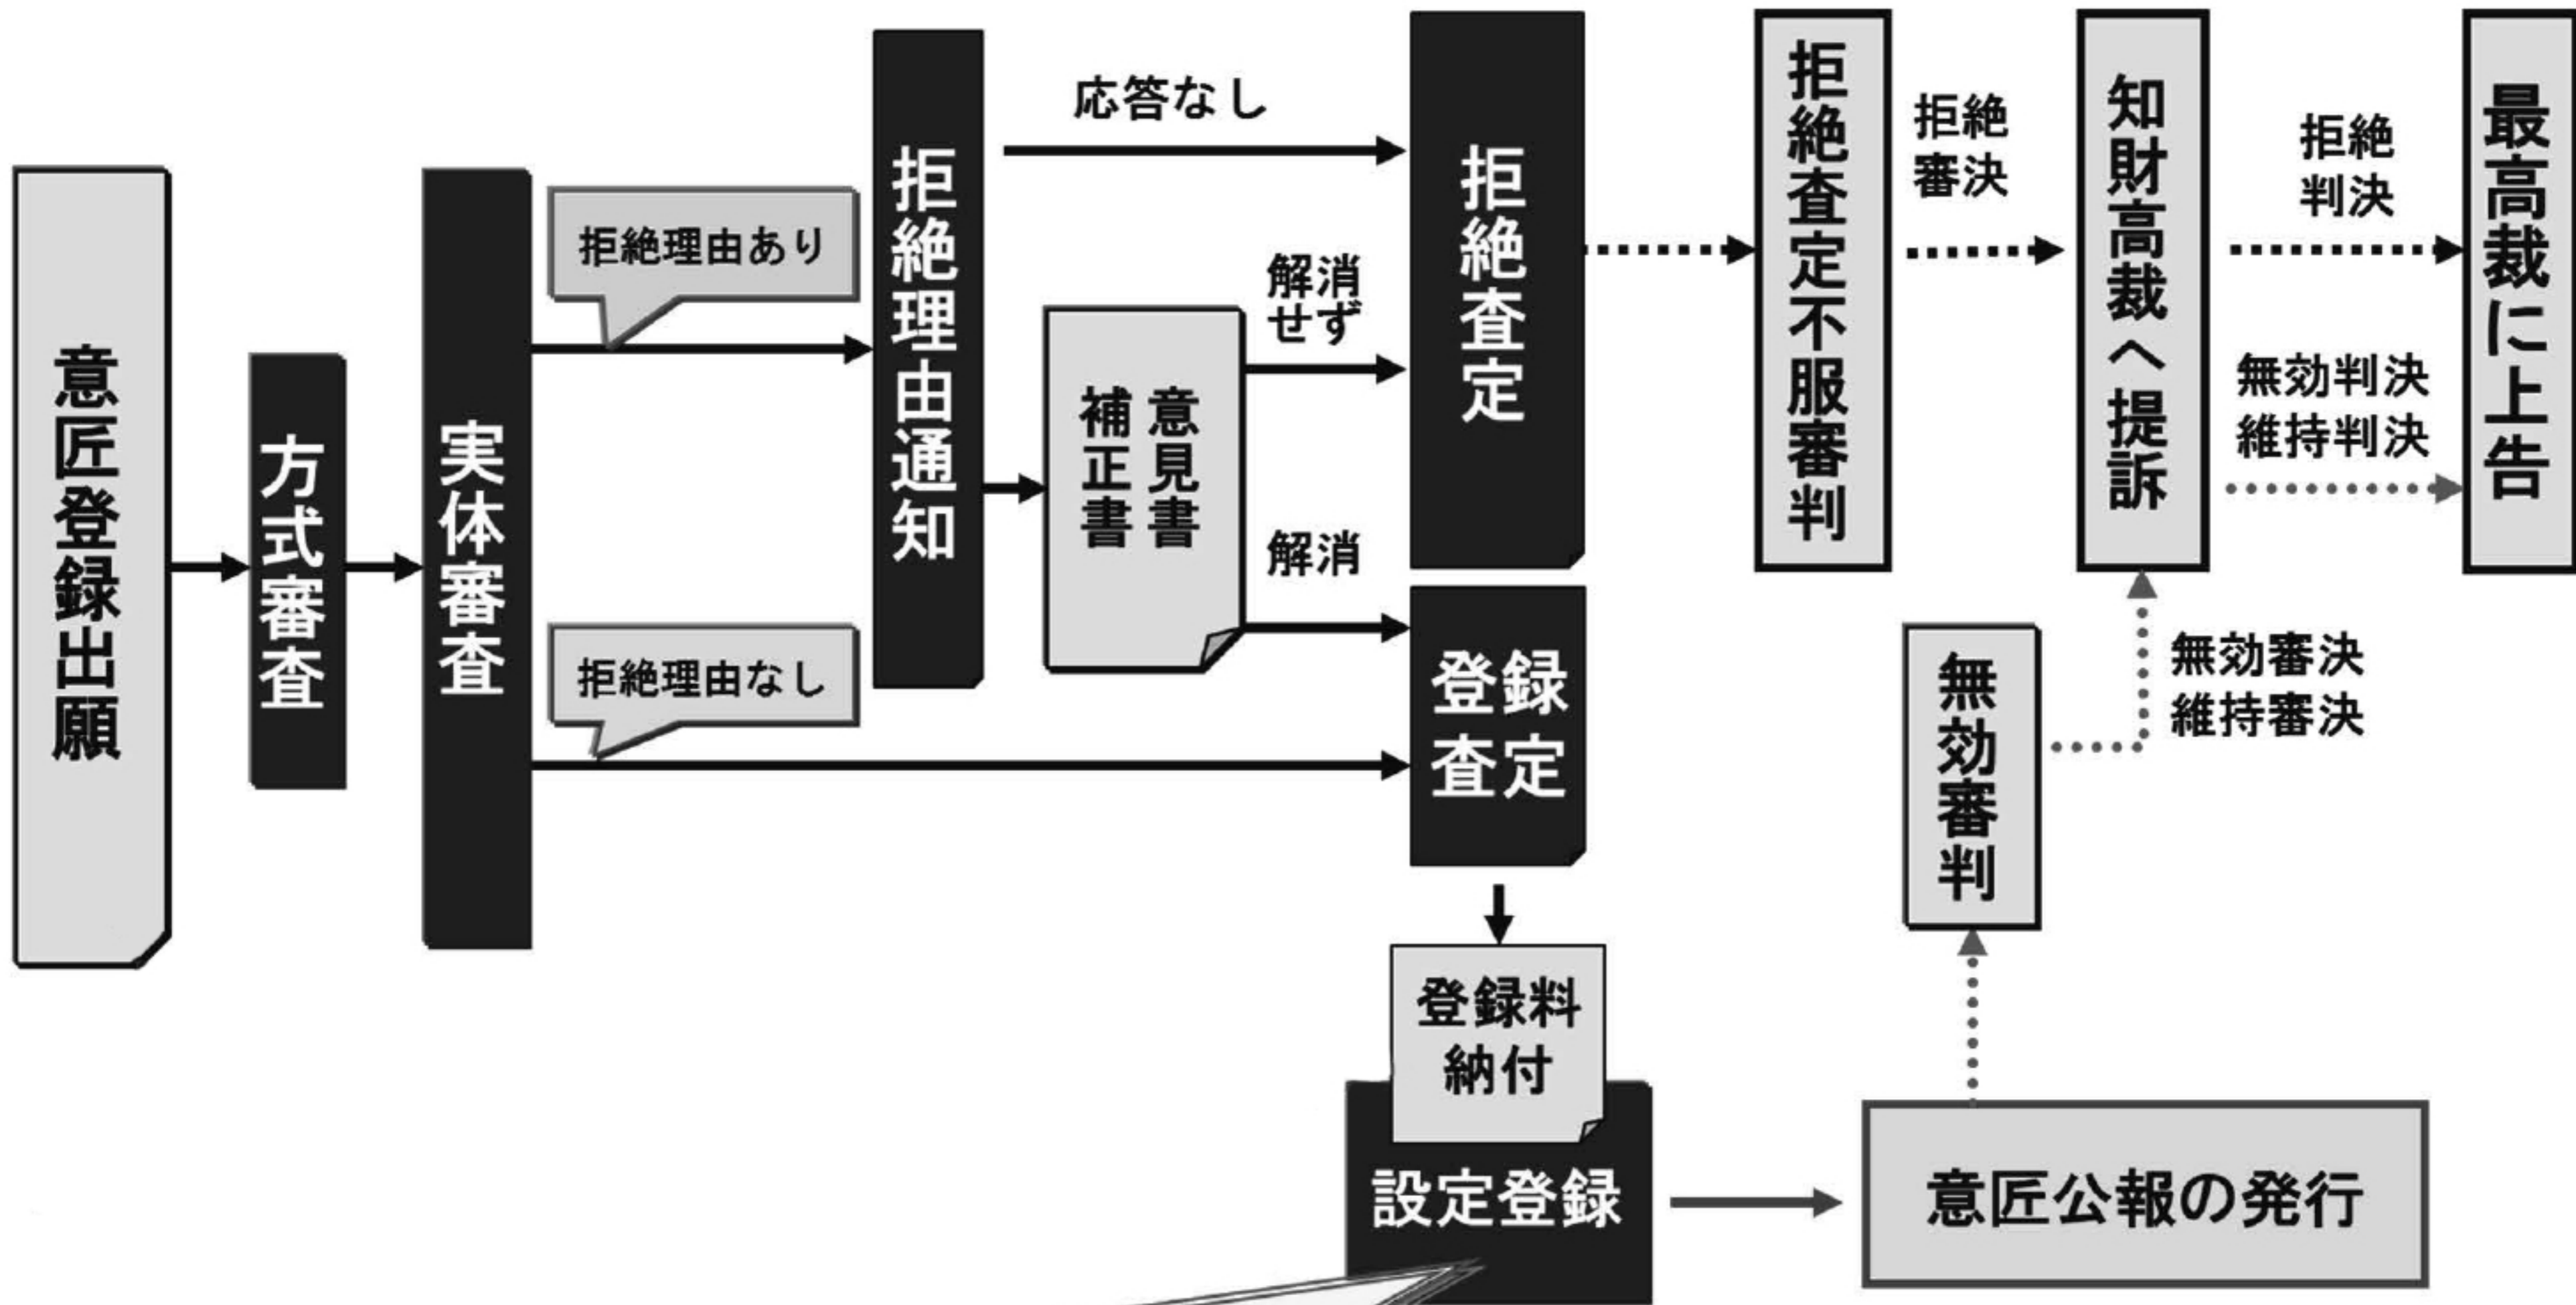 意匠登録出願
方式審査
実体審査
拒絶理由あり
拒絶理由なし
拒絶理由通知
応答なし
意見書
補正書
解消
せず
解消
拒絶査定
登録
査定
登録料
納付
設定登録
意匠公報の発行
無効審判
無効審決
維持審決
拒絶査定不服審判
拒絶
審決
知財高裁へ提訴
拒絶
判決
無効判決
維持判決
最高裁に上告